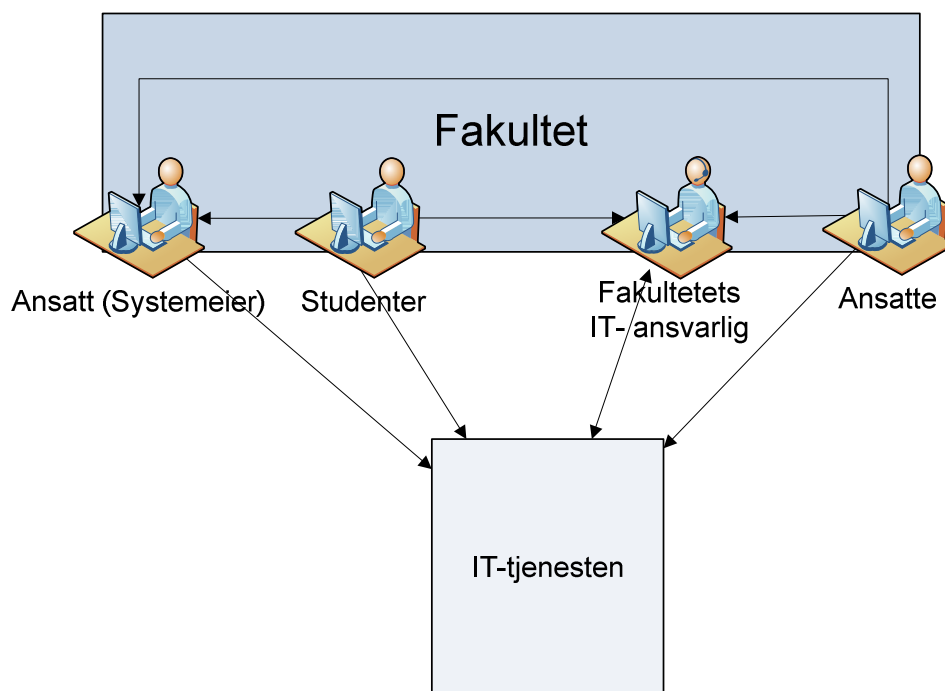 Fakultet
Ansatt (Systemeier)
Studenter
Fakultetets
IT- ansvarlig
Ansatte
IT-tjenesten